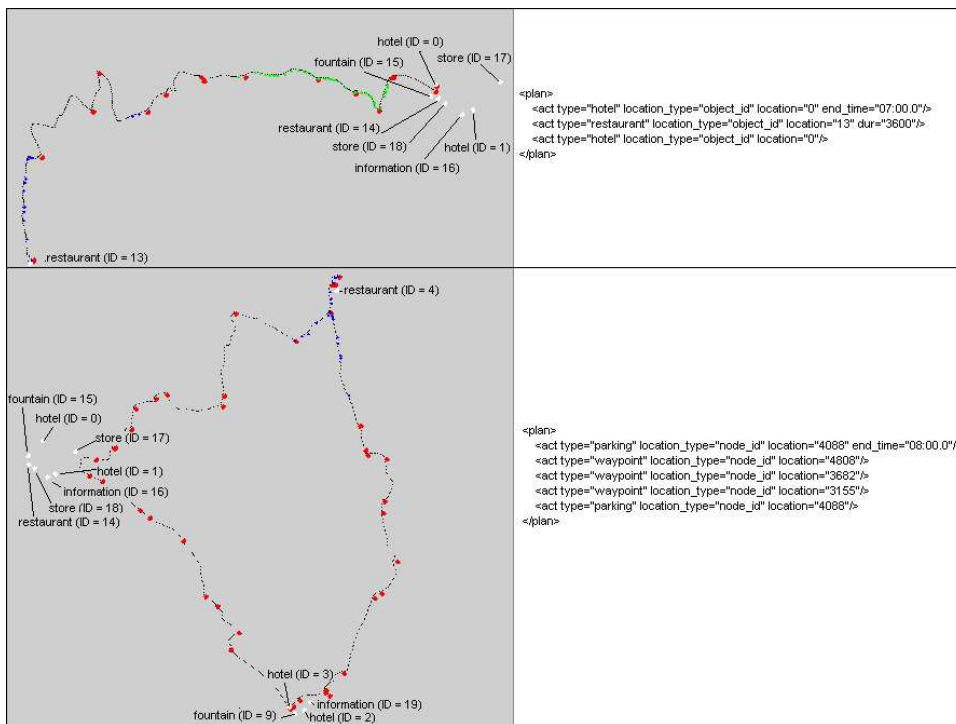 hotel (ID = 0)
store (ID = 17)
fountain (ID = 15)
restaurant (ID = 14)
store (ID = 18)
hotel (ID = 1)
information (ID = 16)
restaurant (ID = 13)
<plan>
<act type="hotel" location_type="object_id" location="0" end_time="07:00.0"/>
<act type="restaurant" location_type="object_id" location="13" dur="3600"/>
<act type="hotel" location_type="object_id" location="0"/>
</plan>
restaurant (ID = 4)
fountain (ID = 15)
hotel (ID = 0)
store (ID = 17)
hotel (ID = 1)
information (ID = 16)
store (ID = 18)
restaurant (ID = 14)
hotel (ID = 3)
information (ID = 19)
fountain (ID = 9)
hotel (ID = 2)
<plan>
<act type="parking" location_type="node_id" location="4088" end_time="08:00.0"/
<act type="waypoint" location_type="node_id" location="4808"/>
<act type="waypoint" location_type="node_id" location="3682"/>
<act type="waypoint" location_type="node_id" location="3155"/>
<act type="parking" location_type="node_id" location="4088"/>
</plan>